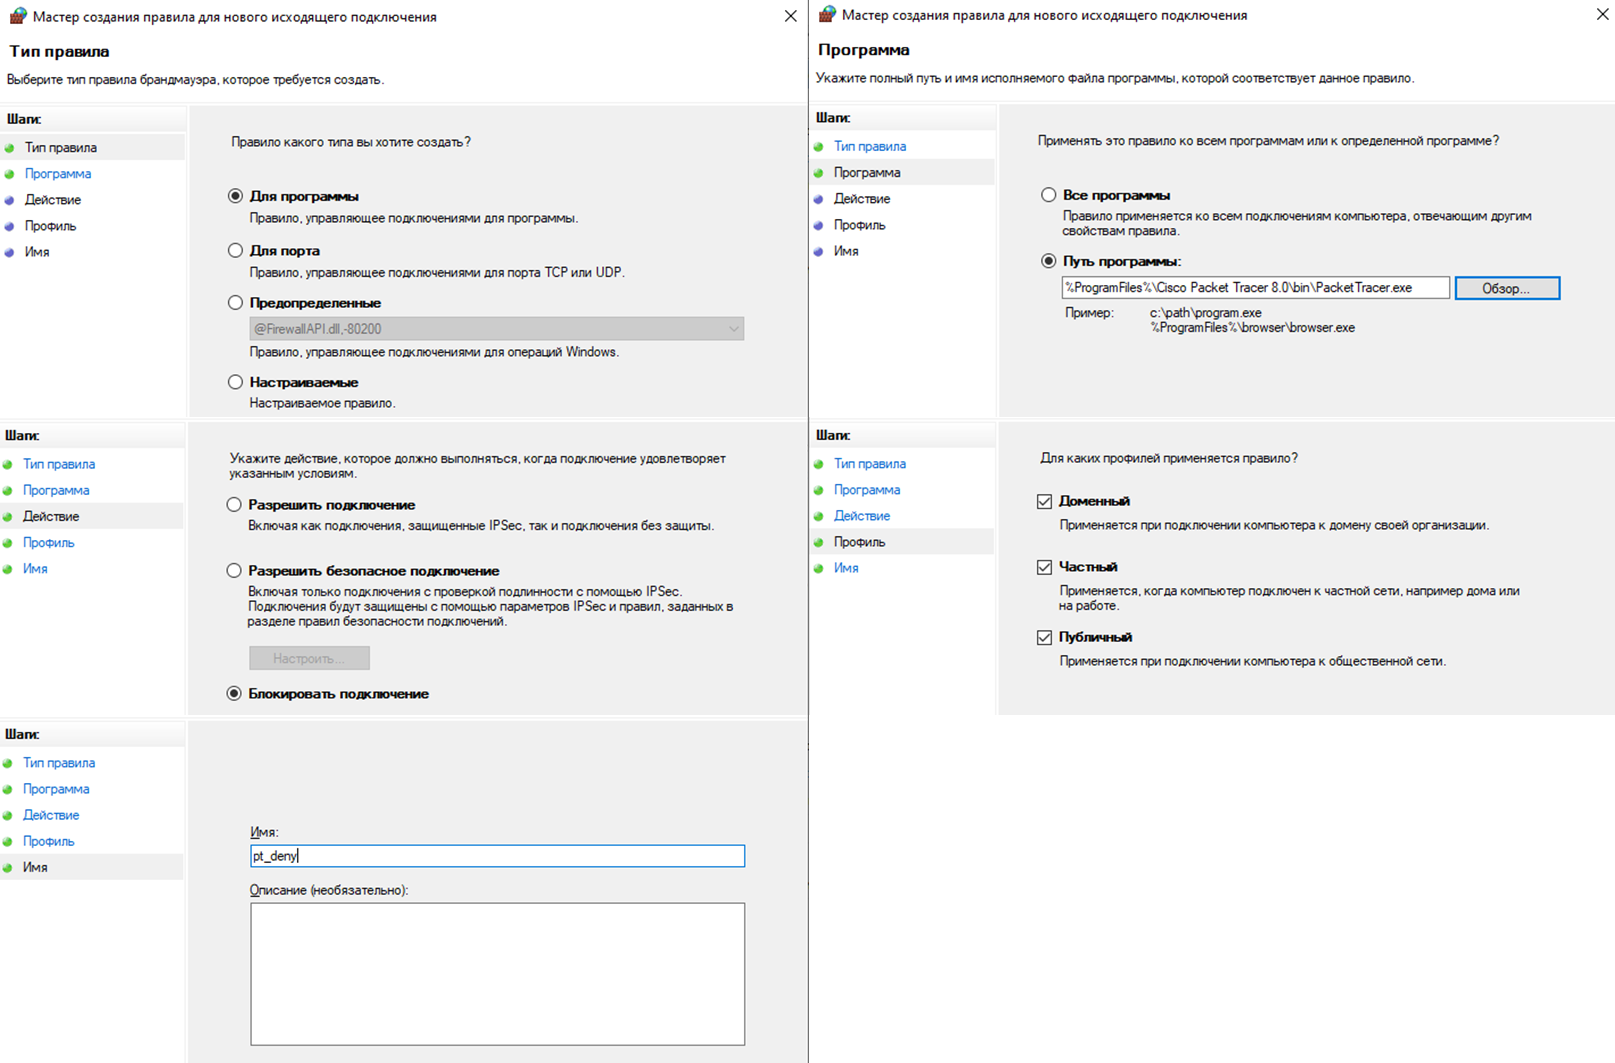 Мастер создания правила для нового исходящего подключения
Тип правила
Выберите тип правила брандмауэра, которое требуется создать.
Шаги:
Тип правила
Программа
Действие
Профиль
Имя
Правило какого типа вы хотите создать?
Для программы
Правило, управляющее подключениями для программы.
Для порта
Правило, управляющее подключениями для порта TCP или UDP.
Предопределенные
@FirewallAPI.dll,-80200
Правило, управляющее подключениями для операций Windows.
Настраиваемые
Настраиваемое правило.
Мастер создания правила для нового исходящего подключения
Программа
Укажите полный путь и имя исполняемого файла программы, которой соответствует данное правило.
Шаги:
Тип правила
Программа
Действие
Профиль
Имя
Применять это правило ко всем программам или к определенной программе?
Все программы
Правило применяется ко всем подключениям компьютера, отвечающим другим
свойствам правила.
Путь программы:
%ProgramFiles%\Cisco Packet Tracer 8.0\bin\PacketTracer.exe
Обзор...
Пример:
c:\path\program.exe
%ProgramFiles%\browser\browser.exe
Шаги:
Тип правила
Программа
Действие
Профиль
Имя
Укажите действие, которое должно выполняться, когда подключение удовлетворяет
указанным условиям.
Разрешить подключение
Включая как подключения, защищенные IPSec, так и подключения без защиты.
Разрешить безопасное подключение
Включая только подключения с проверкой подлинности с помощью IPSec.
Подключения будут защищены с помощью параметров IPSec и правил, заданных в
разделе правил безопасности подключений.
Настроить...
Блокировать подключение
Шаги:
Тип правила
Программа
Действие
Профиль
Имя
Для каких профилей применяется правило?
Доменный
Применяется при подключении компьютера к домену своей организации.
Частный
Применяется, когда компьютер подключен к частной сети, например дома или
на работе.
Публичный
Применяется при подключении компьютера к общественной сети.
Шаги:
Тип правила
Программа
Действие
Профиль
Имя
Имя:
pt_deny
Описание (необязательно):